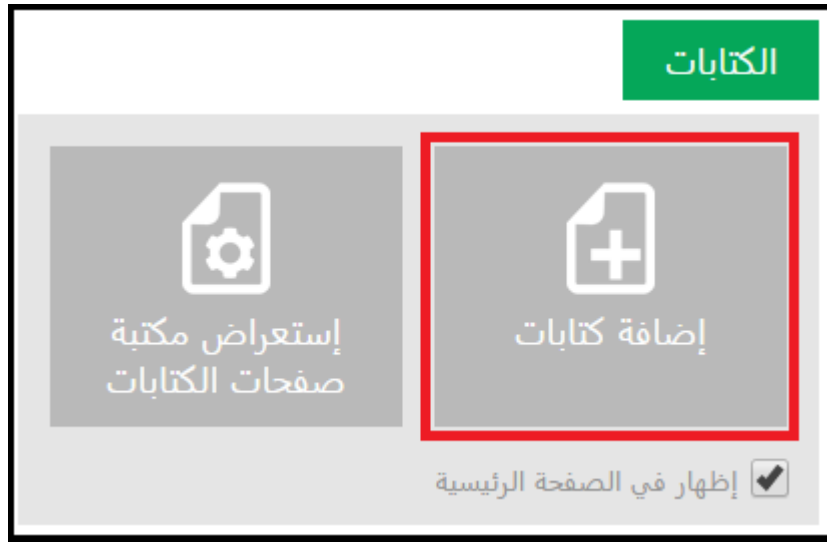 الكتابات
إضافة كتابات
إستعراض مكتبة
صفحات الكتابات
إظهار في الصفحة الرئيسية